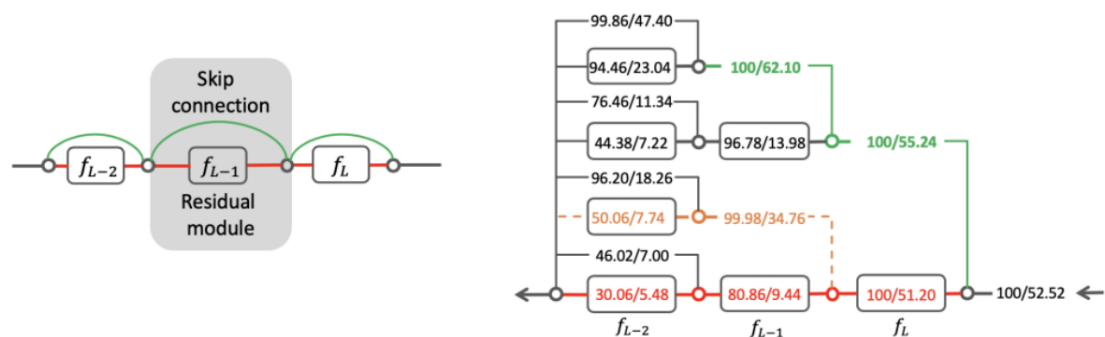 Skip
connection
f_{L-2}
f_{L-1}
f_L
Residual
module
99.86/47.40
94.46/23.04
100/62.10
76.46/11.34
44.38/7.22
96.78/13.98
100/55.24
96.20/18.26
50.06/7.74
99.98/34.76
46.02/7.00
30.06/5.48
80.86/9.44
100/51.20
100/52.52
f_{L-2}
f_{L-1}
f_L